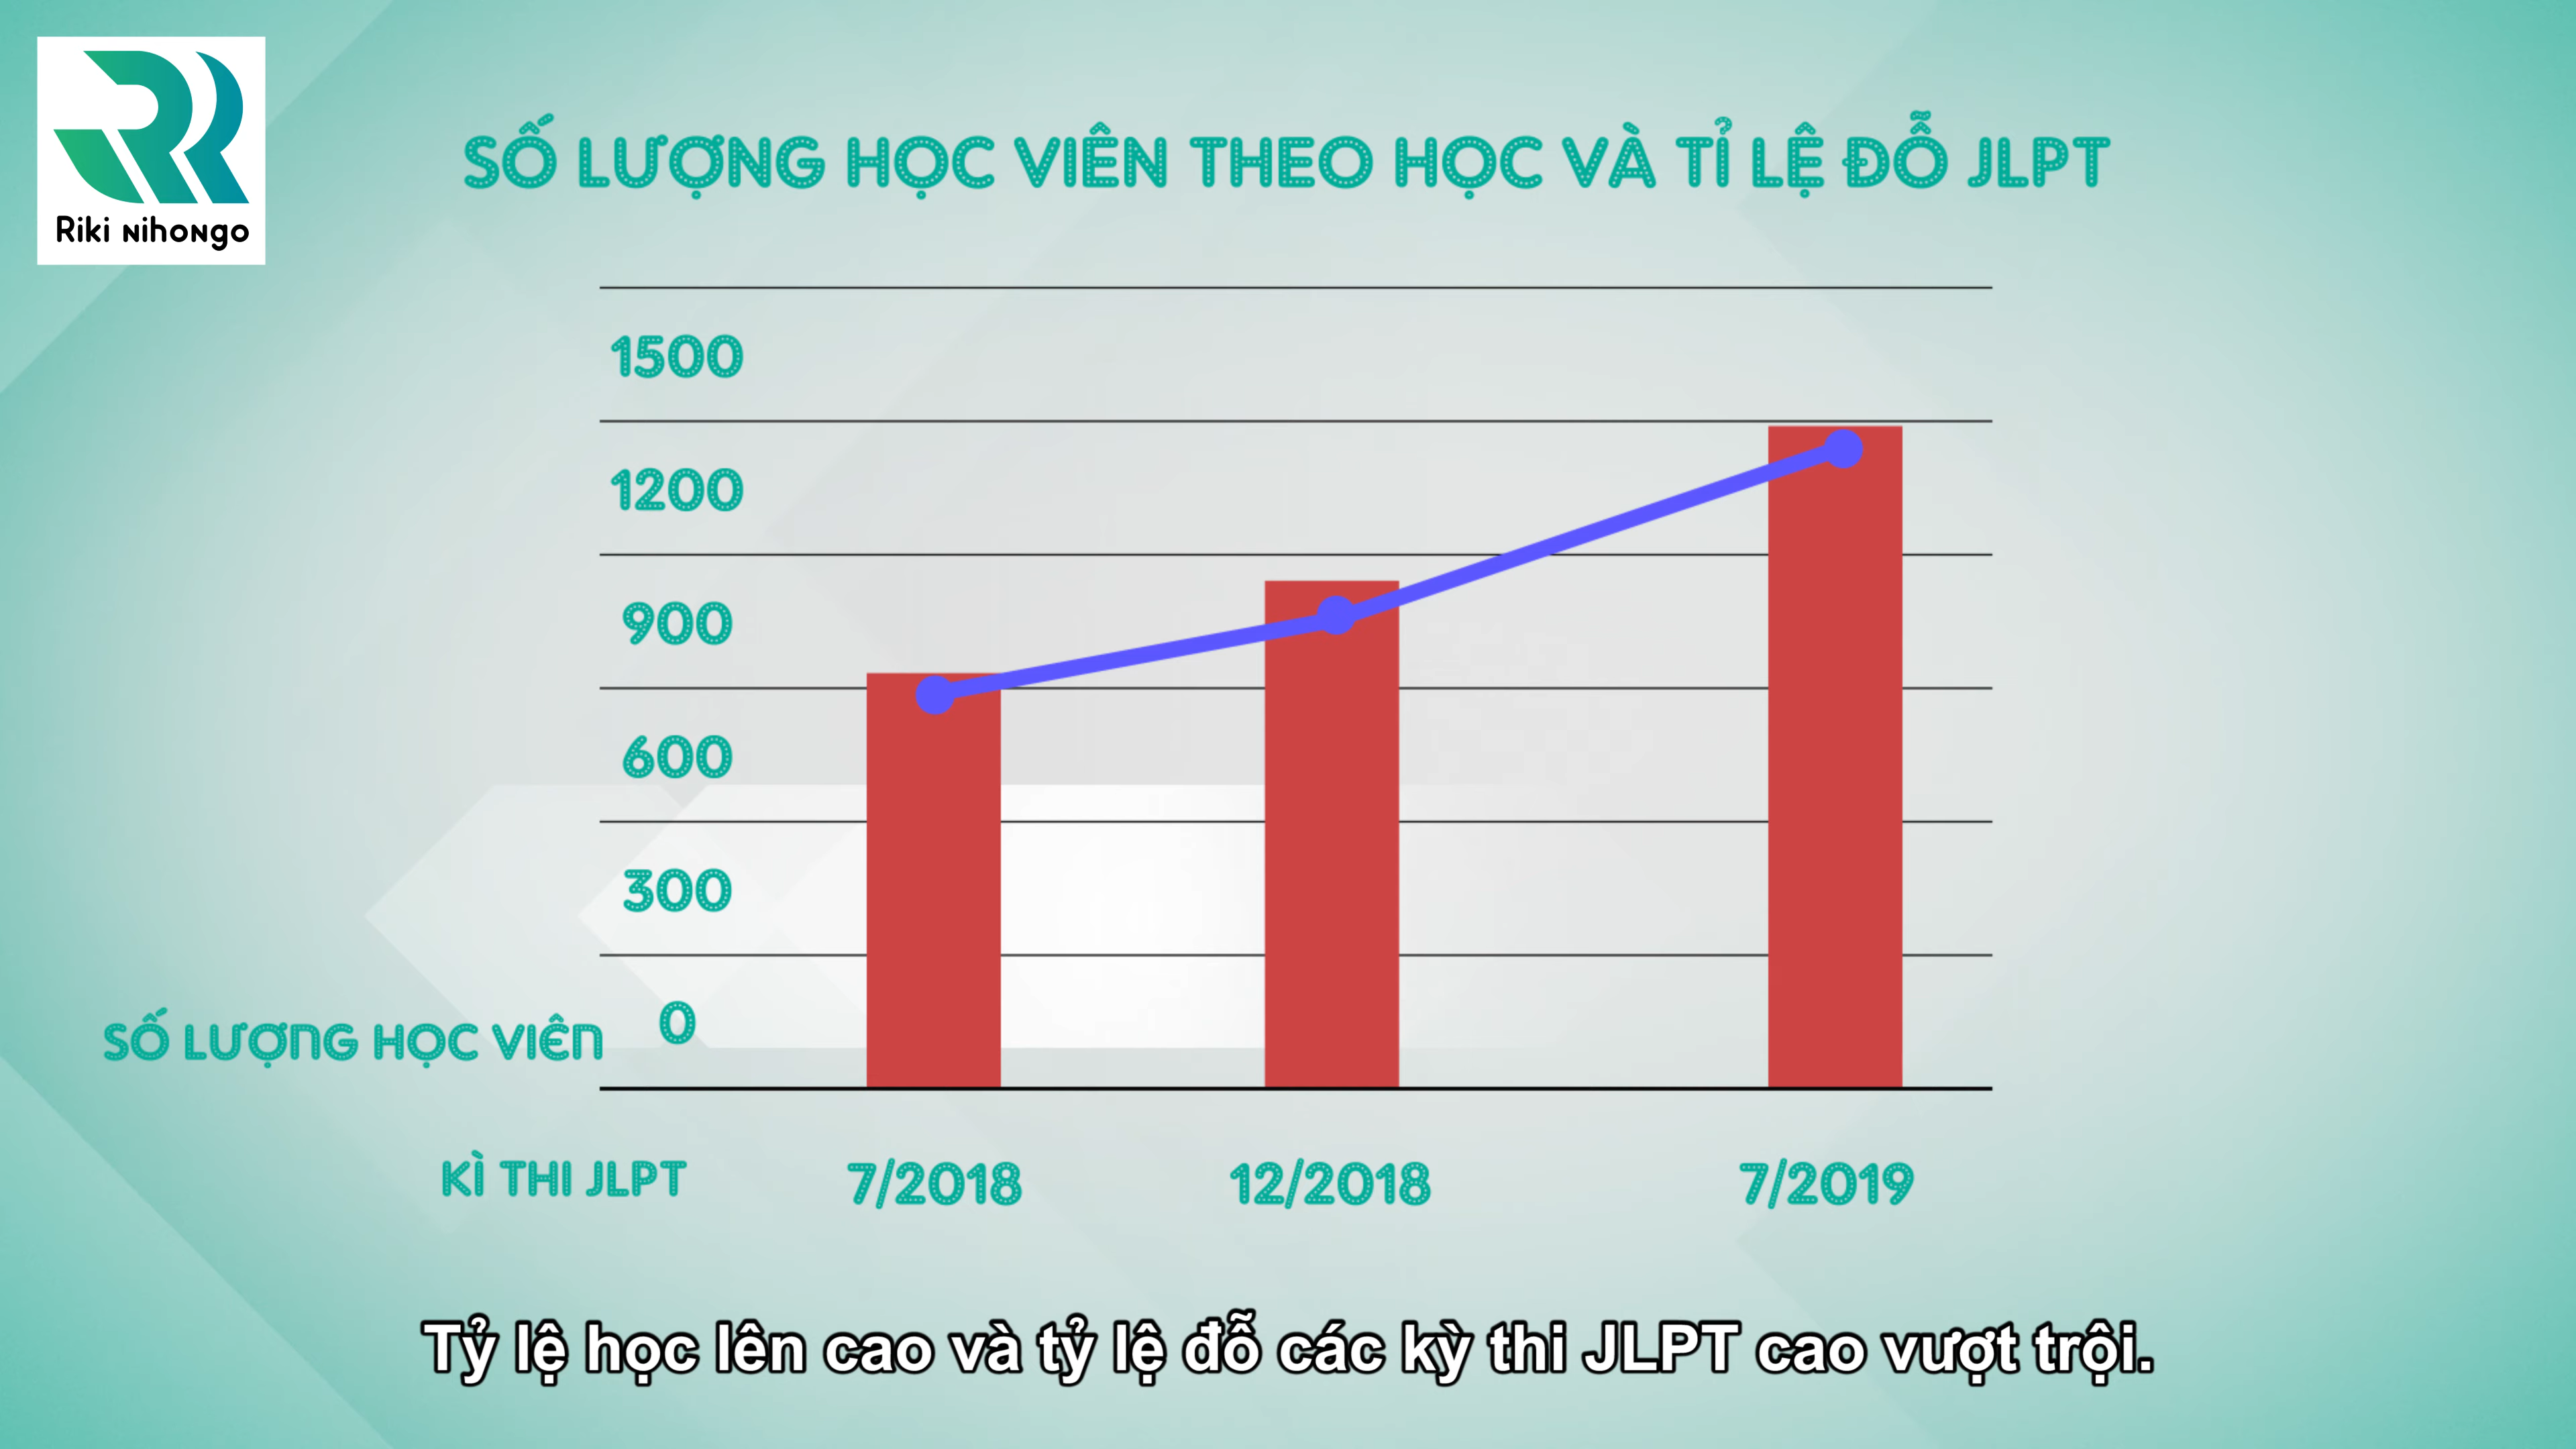 Riki Nihongo
SỐ LƯỢNG HỌC VIÊN THEO HỌC VÀ TỈ LỆ ĐỖ JLPT
1500
1200
900
600
300
SỐ LƯỢNG HỌC VIÊN 0
KÌ THI JLPT 7/2018 12/2018 7/2019
Tỷ lệ học lên cao và tỷ lệ đỗ các kỳ thi JLPT cao vượt trội.